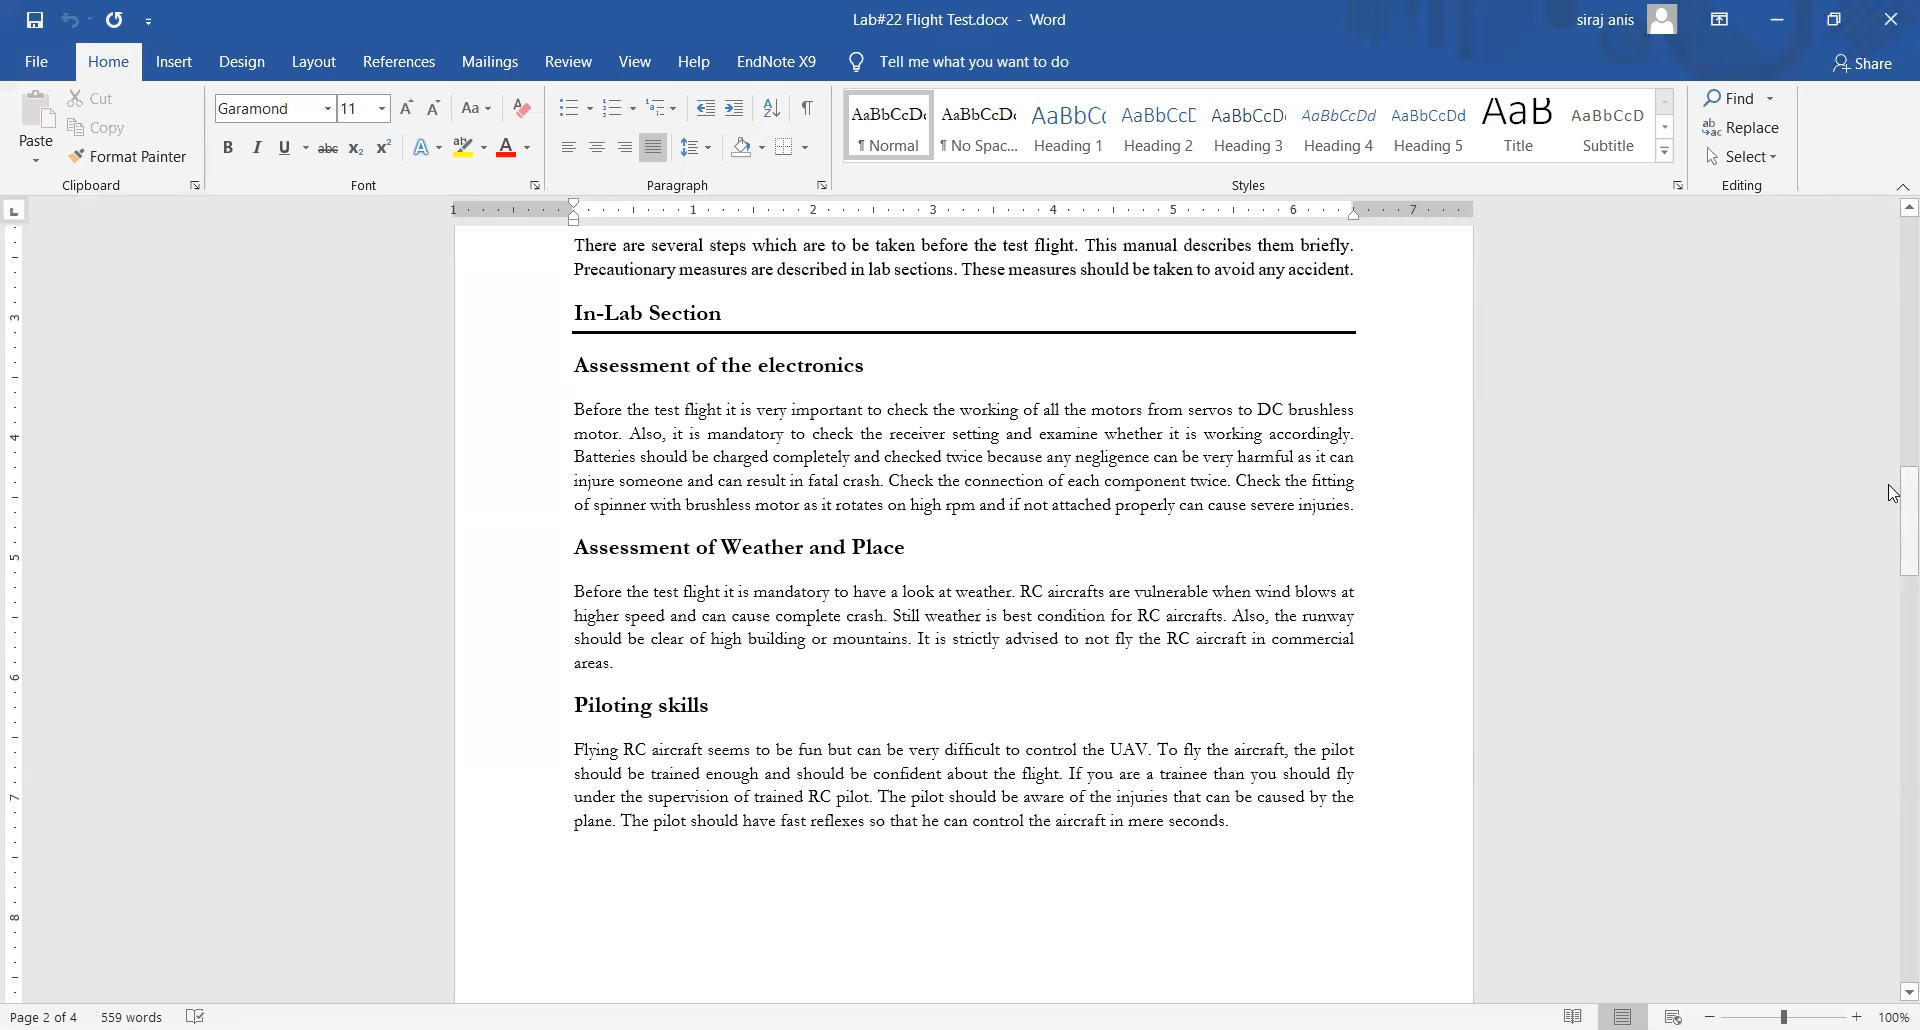 Lab#22 Flight Test.docx - Word
siraj anis
File Home Insert Design Layout References Mailings Review View Help EndNote X9 Tell me what you want to do Share
Paste
Cut
Copy
Format Painter
Clipboard
Garamond 11
Font
Paragraph
AaBbCcDc AaBbCcDc AaBbC AaBbCcE AaBbCcD AaBbCcDd AaBbCcDd AaB AaBbCcD
¶ Normal ¶ No Spac... Heading 1 Heading 2 Heading 3 Heading 4 Heading 5 Title Subtitle
Styles
Find
Replace
Select
Editing
1 1 2 3 4 5 6 7
There are several steps which are to be taken before the test flight. This manual describes them briefly.
Precautionary measures are described in lab sections. These measures should be taken to avoid any accident.
In-Lab Section
Assessment of the electronics
Before the test flight it is very important to check the working of all the motors from servos to DC brushless
motor. Also, it is mandatory to check the receiver setting and examine whether it is working accordingly.
Batteries should be charged completely and checked twice because any negligence can be very harmful as it can
injure someone and can result in fatal crash. Check the connection of each component twice. Check the fitting
of spinner with brushless motor as it rotates on high rpm and if not attached properly can cause severe injuries.
Assessment of Weather and Place
Before the test flight it is mandatory to have a look at weather. RC aircrafts are vulnerable when wind blows at
higher speed and can cause complete crash. Still weather is best condition for RC aircrafts. Also, the runway
should be clear of high building or mountains. It is strictly advised to not fly the RC aircraft in commercial
areas.
Piloting skills
Flying RC aircraft seems to be fun but can be very difficult to control the UAV. To fly the aircraft, the pilot
should be trained enough and should be confident about the flight. If you are a trainee than you should fly
under the supervision of trained RC pilot. The pilot should be aware of the injuries that can be caused by the
plane. The pilot should have fast reflexes so that he can control the aircraft in mere seconds.
3
4
5
6
7
8
Page 2 of 4 559 words 100%